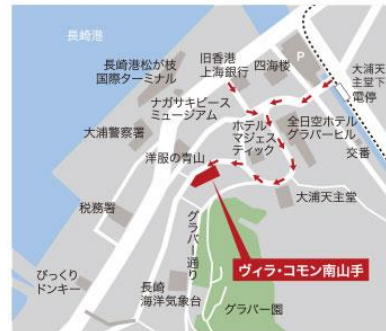 長崎港
長崎港松が枝
国際ターミナル
旧香港
上海銀行
四海楼
P
大浦天
主堂下
電停
ナガサキピース
ミュージアム
大浦警察署
ホテル
マジェス
ティック
全日空ホテル
グラバーヒル
交番
洋服の青山
大浦天主堂
税務署
グラバー通り
ヴィラ・コモン南山手
びっくり
ドンキー
長崎
海洋気象台
グラバー園